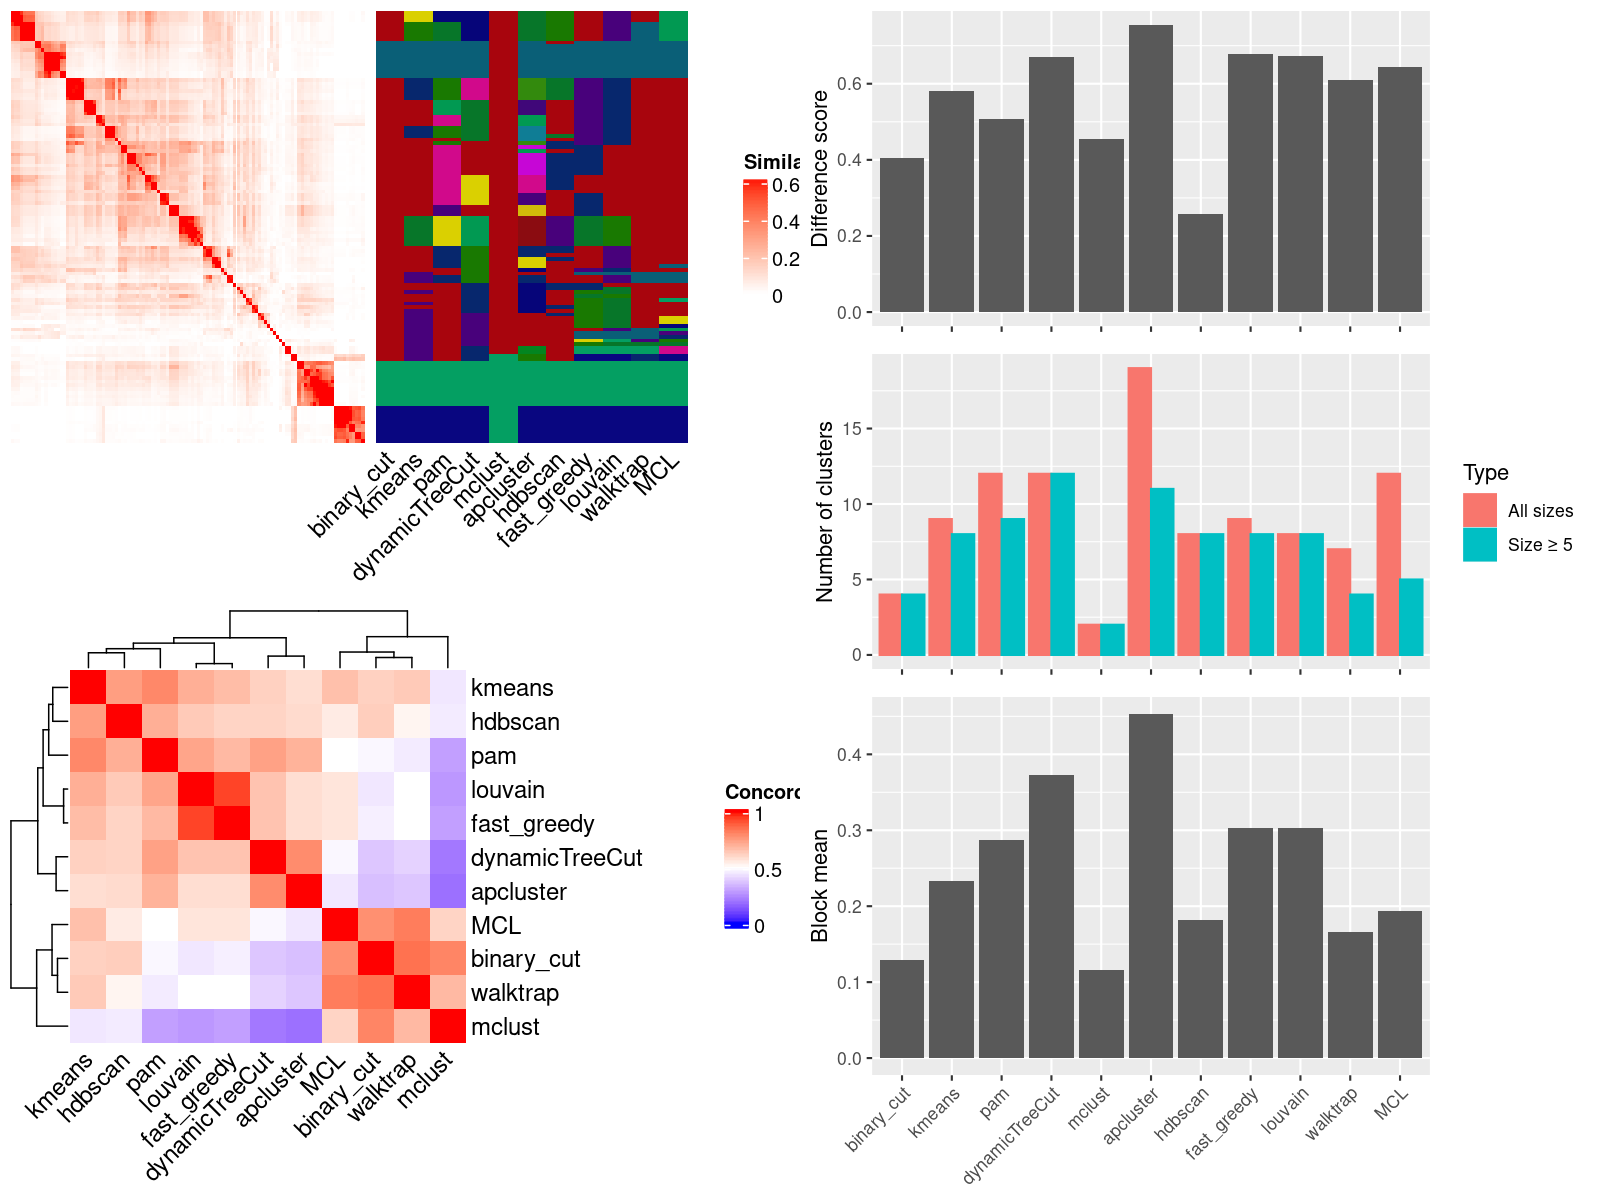 Simila
0.6
0.4
0.2
0
binary_cut
kmeans
pam
dynamicTreeCut
mclust
apcluster
hdbscan
fast_greedy
louvain
walktrap
MCL
kmeans
hdbscan
pam
louvain
fast_greedy
dynamicTreeCut
apcluster
MCL
binary_cut
walktrap
mclust
kmeans
hdbscan
pam
louvain
fast_greedy
dynamicTreeCut
apcluster
MCL
binary_cut
walktrap
mclust
Concord
1
0.5
0
Difference score
0.6
0.4
0.2
0.0
Number of clusters
15
10
5
0
Type
All sizes
Size ≥ 5
Block mean
0.4
0.3
0.2
0.1
0.0
binary_cut
kmeans
pam
dynamicTreeCut
mclust
apcluster
hdbscan
fast_greedy
louvain
walktrap
MCL